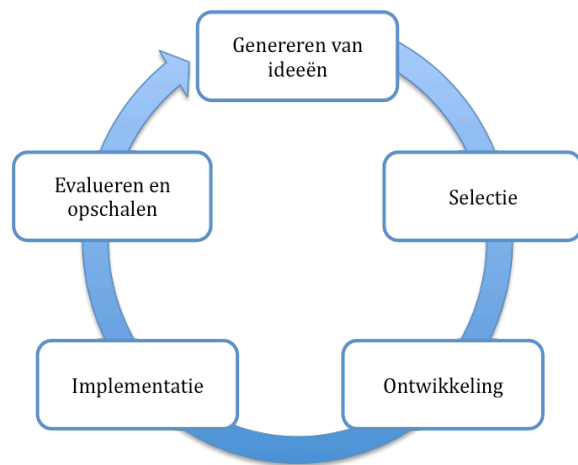 Genereren van
ideeën
Selectie
Ontwikkeling
Implementatie
Evalueren en
opschalen